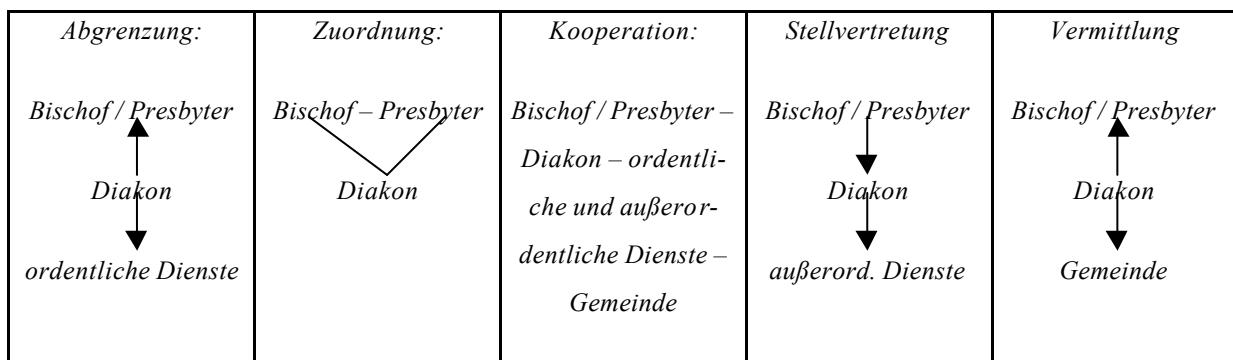 Abgrenzung:
Bischof / Presbyter
Diakon
ordentliche Dienste
Zuordnung:
Bischof – Presbyter
Diakon
Kooperation:
Bischof / Presbyter –
Diakon – ordentli-
che und außeror-
dentliche Dienste –
Gemeinde
Stellvertretung
Bischof / Presbyter
Diakon
außerord. Dienste
Vermittlung
Bischof / Presbyter
Diakon
Gemeinde